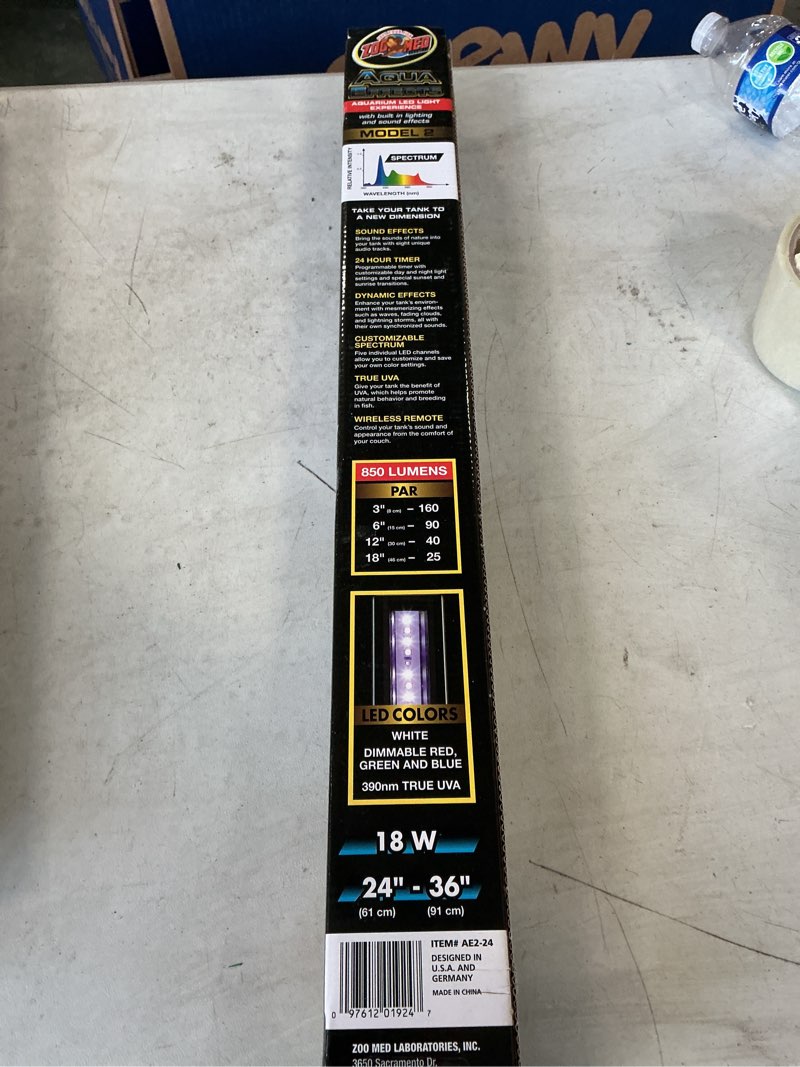 ZOO MED
AQUA
EFFECTS
AQUARIUM LED LIGHT
EXPERIENCE
with built in lighting
and sound effects
MODEL 2
RELATIVE INTENSITY
SPECTRUM
WAVELENGTH (nm)
TAKE YOUR TANK TO
A NEW DIMENSION
SOUND EFFECTS
Bring the sounds of nature into
your tank with eight unique
audio tracks.
24 HOUR TIMER
Programmable timer with
customizable day and night light
settings and special sunset and
sunrise transitions.
DYNAMIC EFFECTS
Enhance your tank's environ-
ment with mesmerizing effects
such as waves, fading clouds,
and lightning storms, all with
their own synchronized sounds.
CUSTOMIZABLE
SPECTRUM
Five individual LED channels
allow you to customize and save
your own color settings.
TRUE UVA
Give your tank the benefit of
UVA, which helps promote
natural behavior and breeding
in fish.
WIRELESS REMOTE
Control your tank's sound and
appearance from the comfort of
your couch.
850 LUMENS
PAR
3" (8 cm) – 160
6" (15 cm) – 90
12" (30 cm) – 40
18" (46 cm) – 25
LED COLORS
WHITE
DIMMABLE RED,
GREEN AND BLUE
390nm TRUE UVA
18 W
24" - 36"
(61 cm) (91 cm)
ITEM# AE2-24
DESIGNED IN
U.S.A. AND
GERMANY
MADE IN CHINA
0 97612 01924 7
ZOO MED LABORATORIES, INC.
3650 Sacramento Dr.